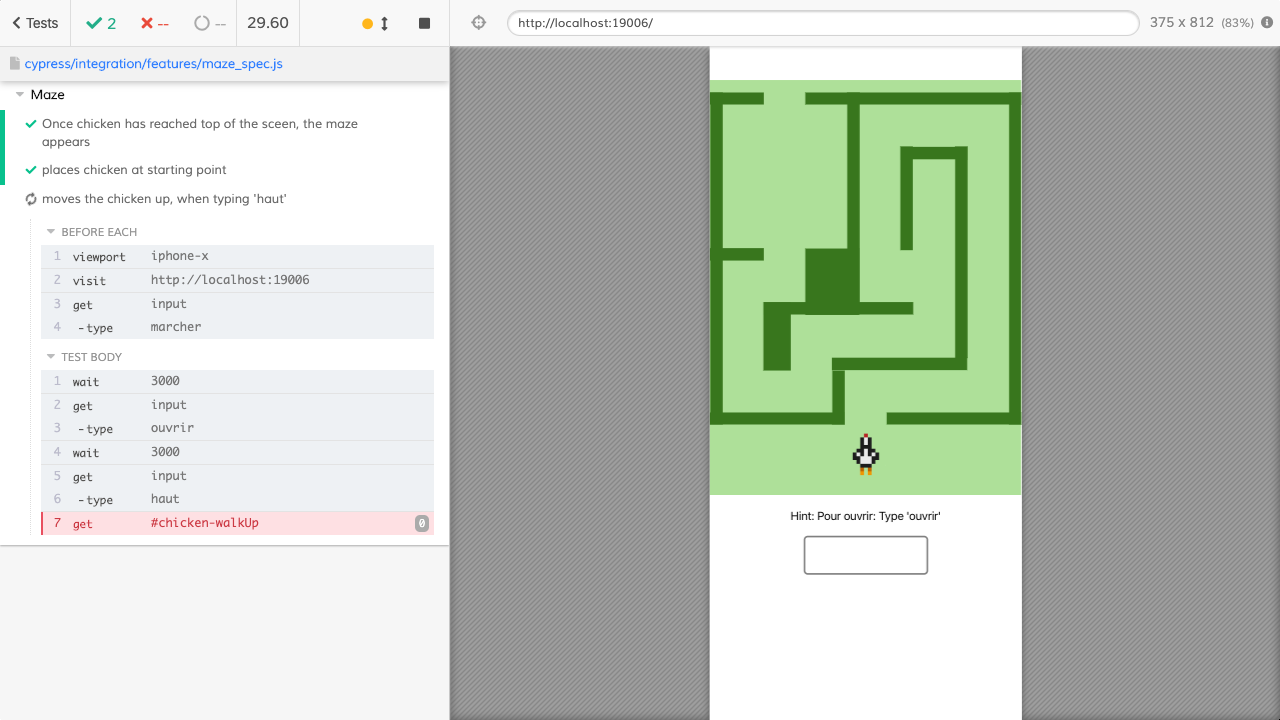 Tests
2
--
--
29.60
http://localhost:19006/
375 x 812 (83%)
cypress/integration/features/maze_spec.js
Maze
Once chicken has reached top of the sceen, the maze
appears
places chicken at starting point
moves the chicken up, when typing 'haut'
BEFORE EACH
1 viewport iphone-x
2 visit http://localhost:19006
3 get input
4 -type marcher
TEST BODY
1 wait 3000
2 get input
3 -type ouvrir
4 wait 3000
5 get input
6 -type haut
7 get #chicken-walkUp 0
Hint: Pour ouvrir: Type 'ouvrir'